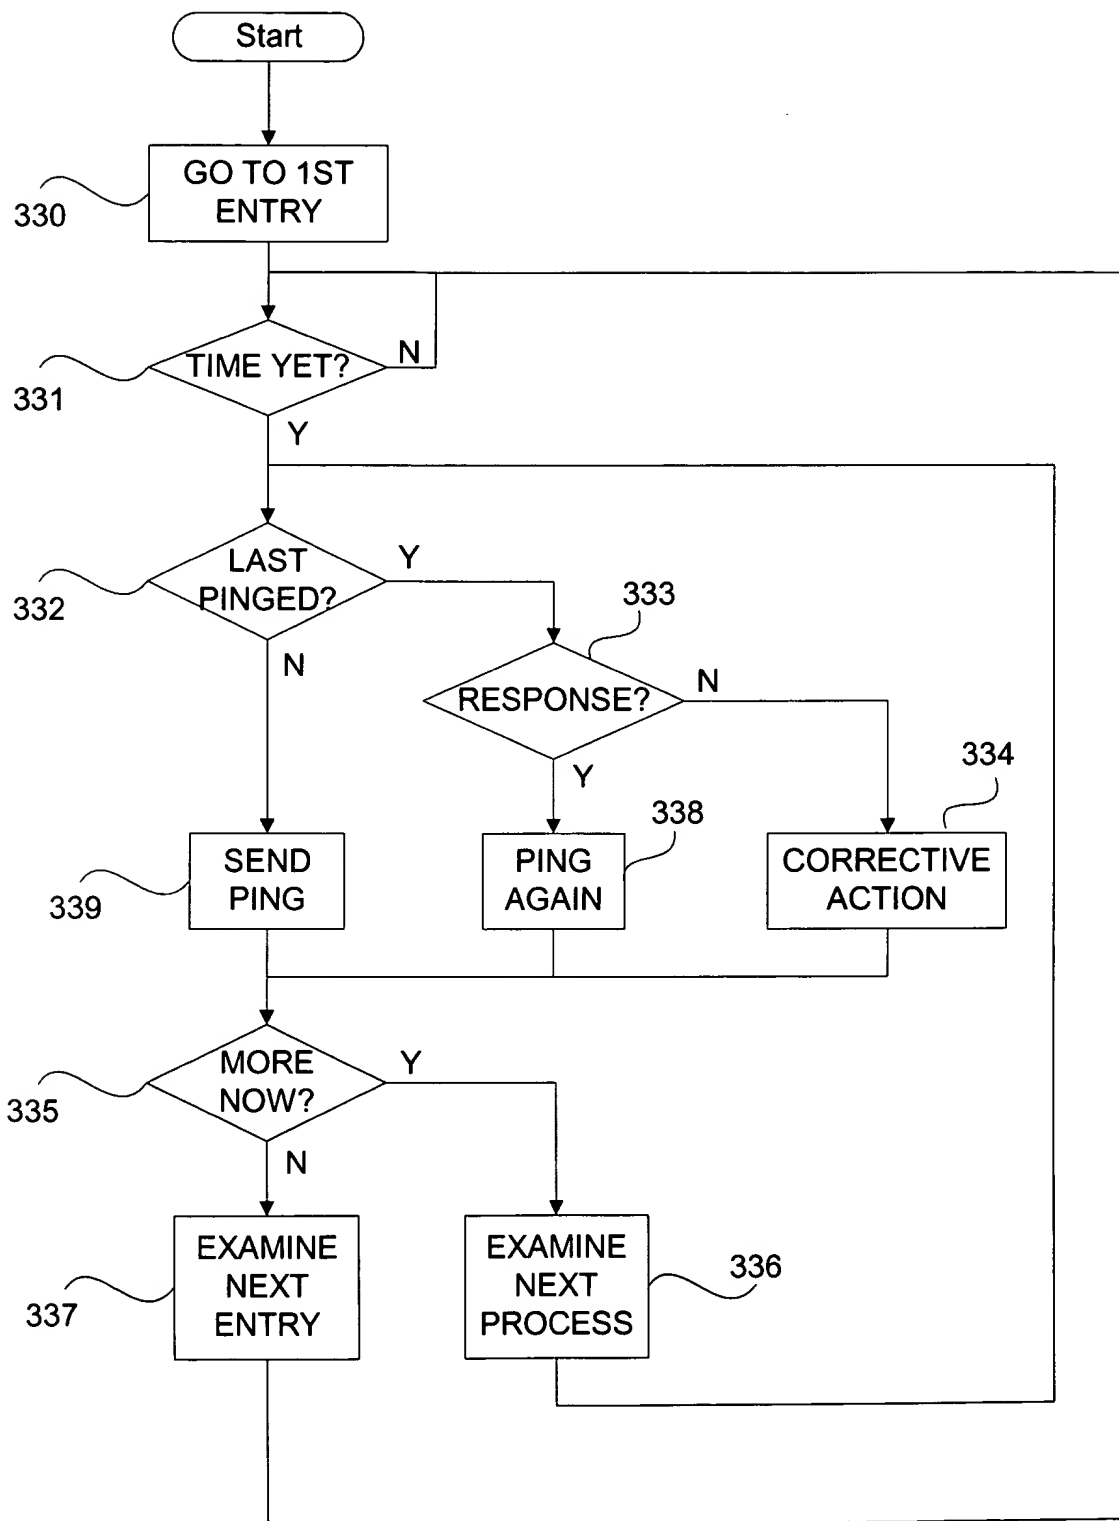 Start
GO TO 1ST
ENTRY
330
TIME YET?
N
331
Y
LAST
PINGED?
Y
332
N
333
RESPONSE?
N
Y
334
338
SEND
PING
339
PING
AGAIN
CORRECTIVE
ACTION
MORE
NOW?
Y
335
N
EXAMINE
NEXT
ENTRY
337
EXAMINE
NEXT
PROCESS
336